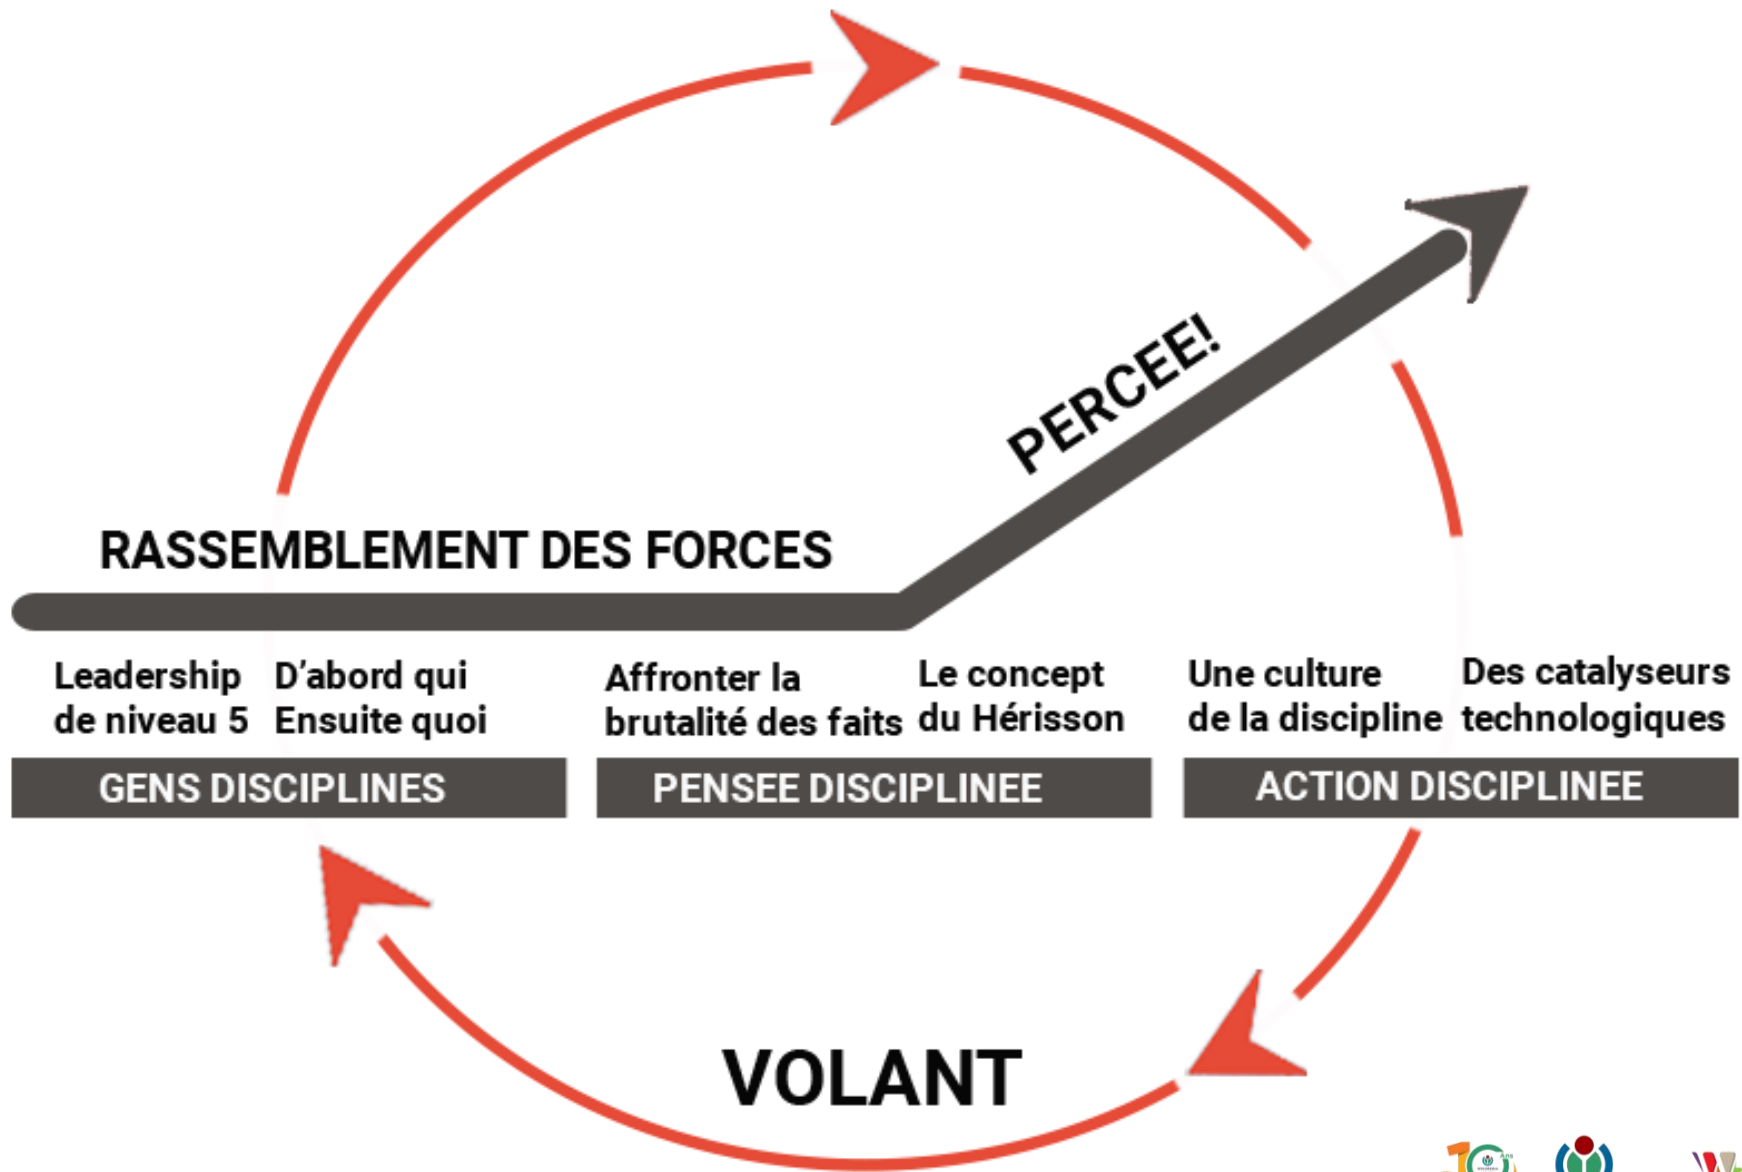 PERCEE!
RASSEMBLEMENT DES FORCES
Leadership
de niveau 5
D’abord qui
Ensuite quoi
Affronter la
brutalité des faits
Le concept
du Hérisson
Une culture
de la discipline
Des catalyseurs
technologiques
GENS DISCIPLINES
PENSEE DISCIPLINEE
ACTION DISCIPLINEE
VOLANT